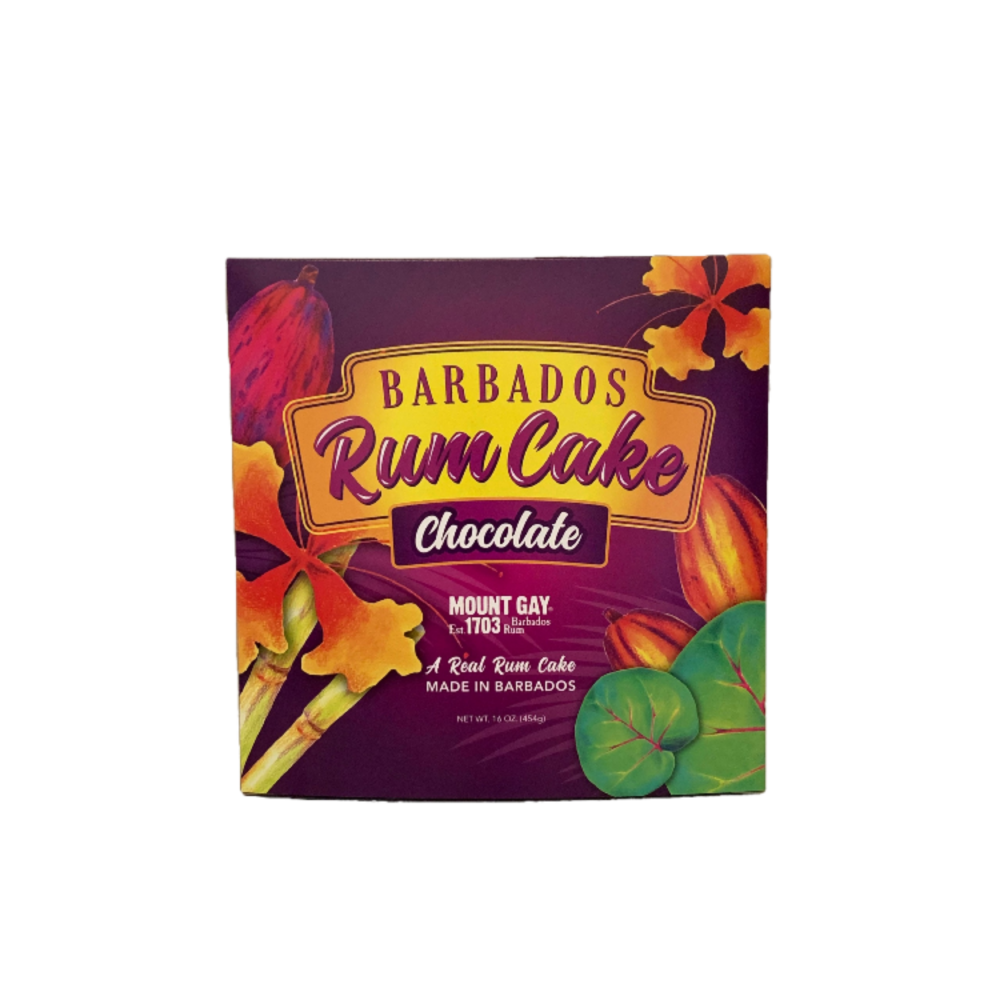 BARBADOS
Rum Cake
Chocolate
MOUNT GAY®
Est. 1703 Barbados Rum
A Real Rum Cake
MADE IN BARBADOS
NET WT. 16 OZ. (454g)